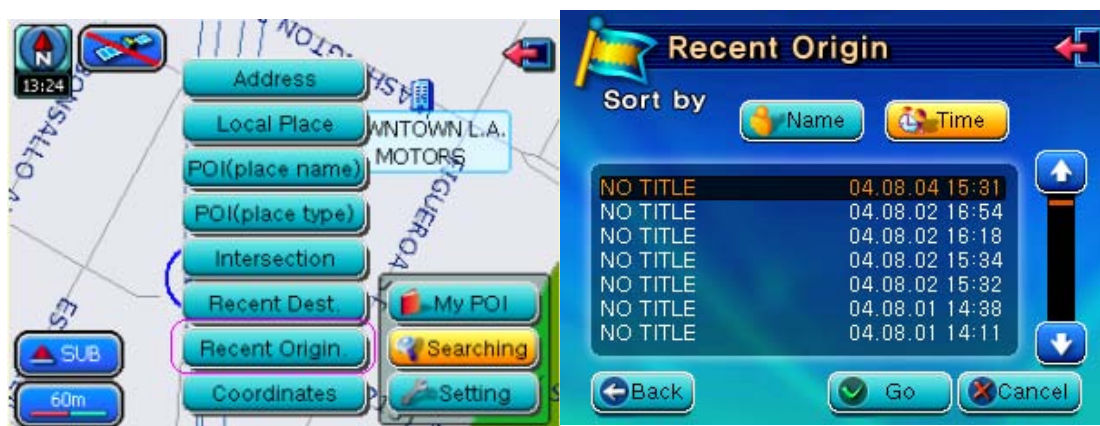 N
13:24
RONSALLO
WASHINGTON
WNTOWN L.A.
MOTORS
FIGUEROA
ES
Address
Local Place
POI(place name)
POI(place type)
Intersection
Recent Dest.
Recent Origin.
Coordinates
My POI
Searching
Setting
SUB
60m
Recent Origin
Sort by
Name
Time
NO TITLE 04.08.04 15:31
NO TITLE 04.08.02 16:54
NO TITLE 04.08.02 16:18
NO TITLE 04.08.02 15:34
NO TITLE 04.08.02 15:32
NO TITLE 04.08.01 14:38
NO TITLE 04.08.01 14:11
Back
Go
Cancel